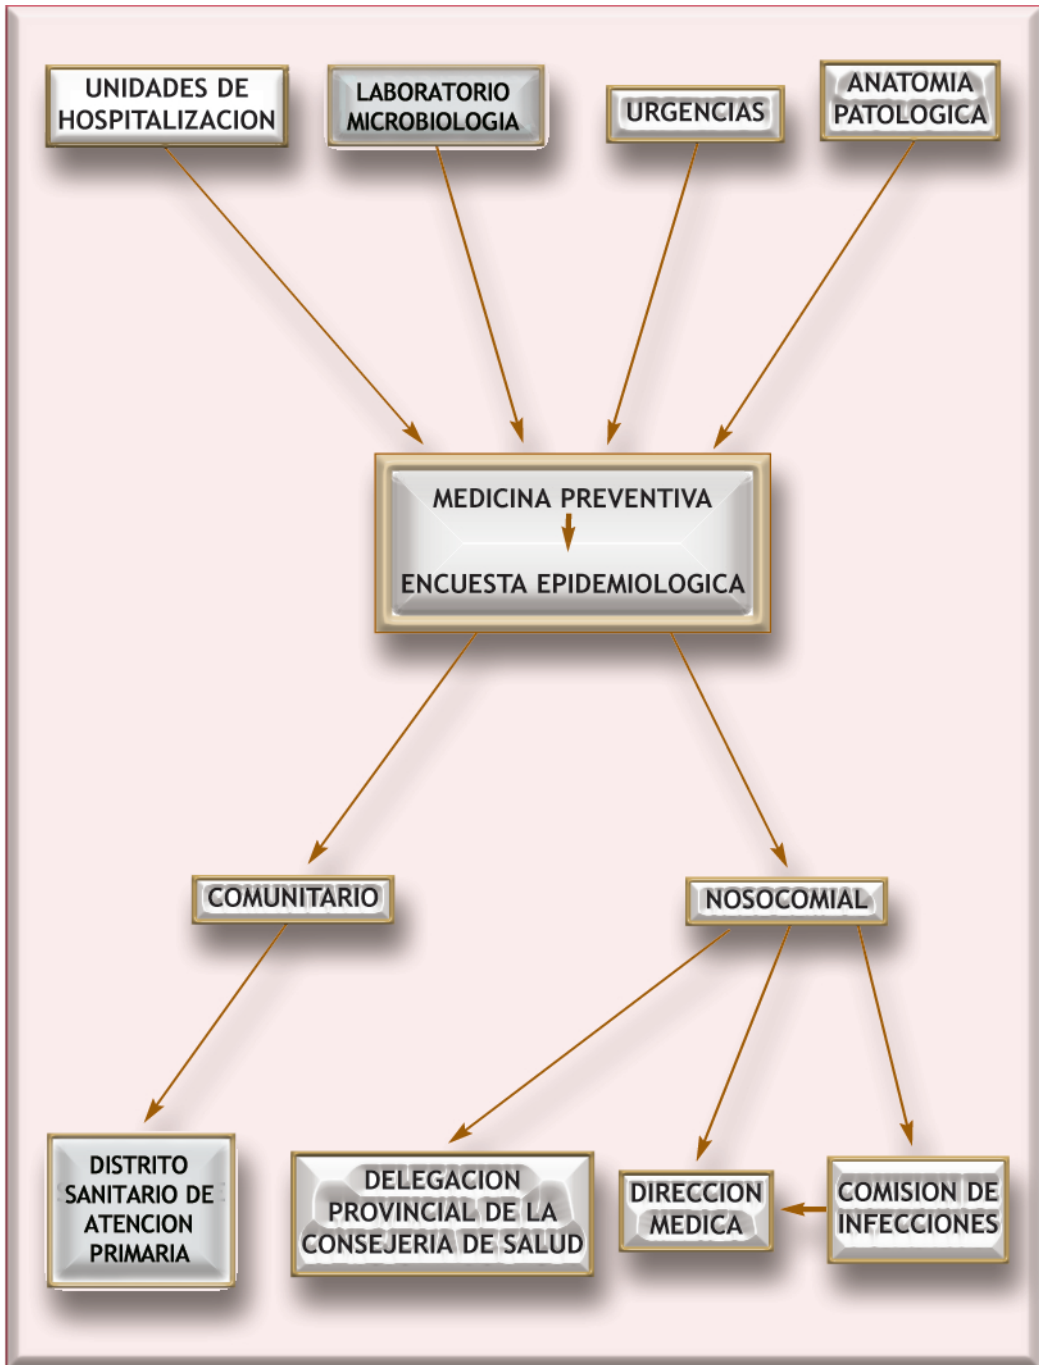 UNIDADES DE
HOSPITALIZACION
LABORATORIO
MICROBIOLOGIA
URGENCIAS
ANATOMIA
PATOLOGICA
MEDICINA PREVENTIVA
ENCUESTA EPIDEMIOLOGICA
COMUNITARIO
NOSOCOMIAL
DISTRITO
SANITARIO DE
ATENCION
PRIMARIA
DELEGACION
PROVINCIAL DE LA
CONSEJERIA DE SALUD
DIRECCION
MEDICA
COMISION DE
INFECCIONES